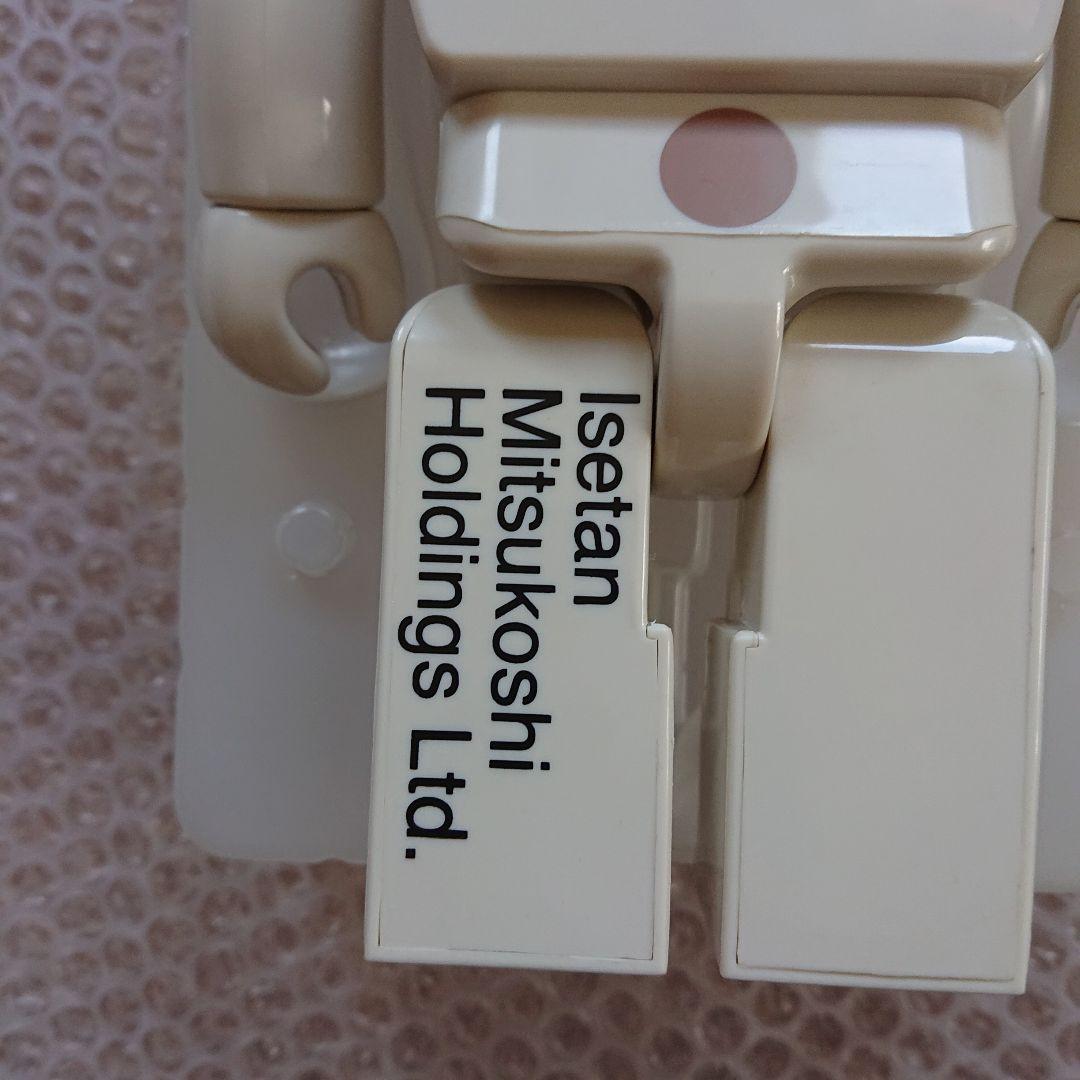 Isetan
Mitsukoshi
Holdings Ltd.